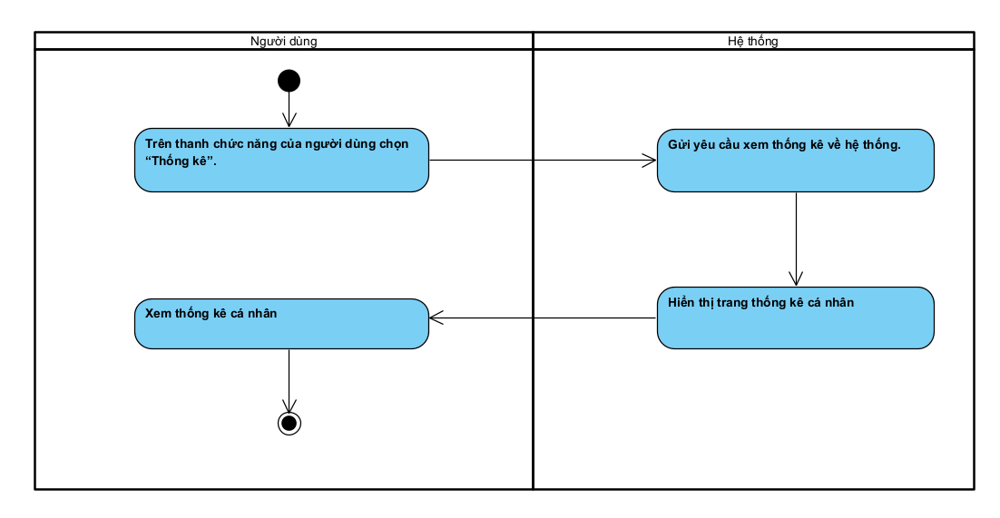 Người dùng
Hệ thống
Trên thanh chức năng của người dùng chọn
“Thống kê”.
Gửi yêu cầu xem thống kê về hệ thống.
Xem thống kê cá nhân
Hiển thị trang thống kê cá nhân